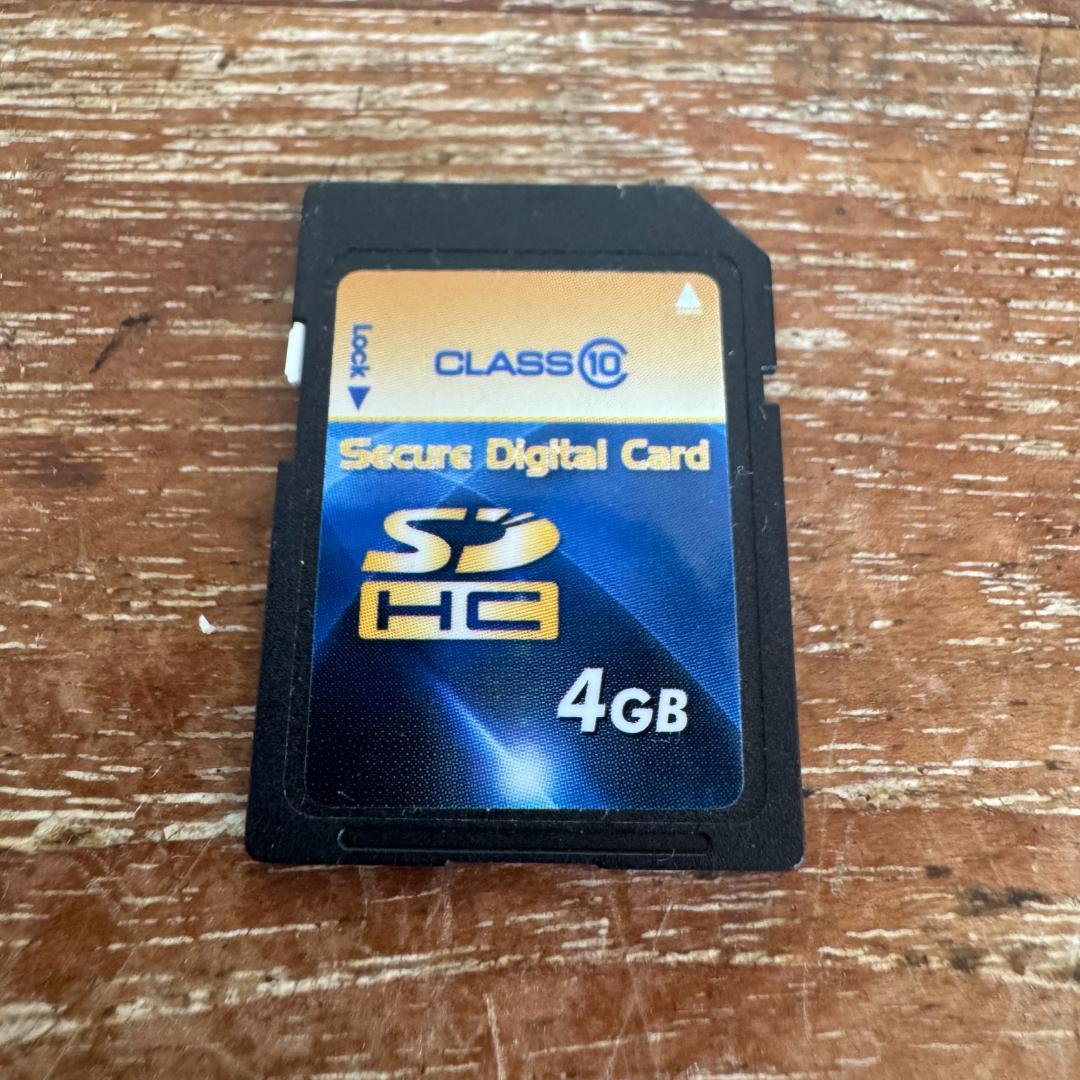 Lock
CLASS 10
Secure Digital Card
SD
HC
4GB